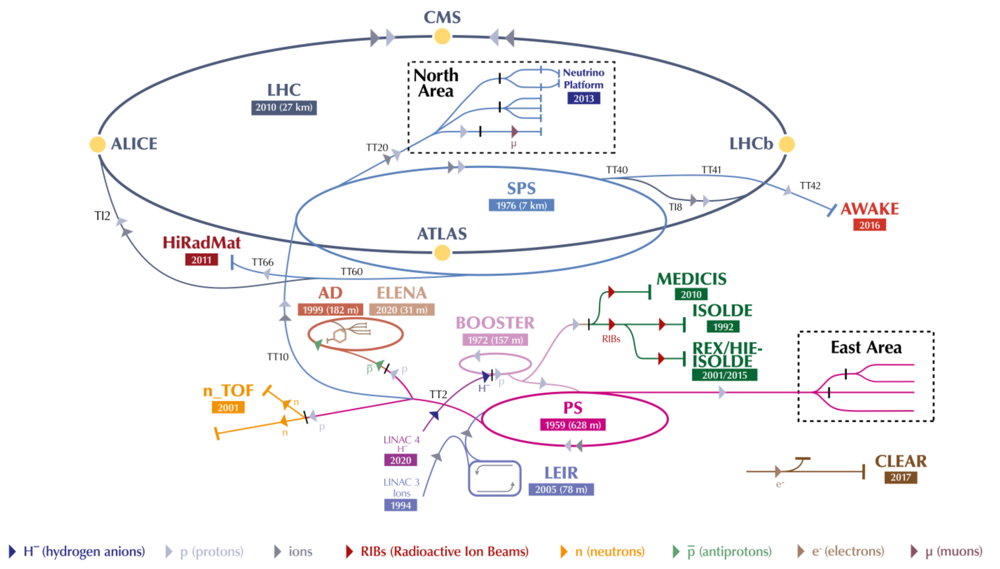 CMS
North
Area
Neutrino
Platform
2013
LHC
2010 (27 km)
μ
ALICE
LHCb
TT20
TT40
TT41
TT42
SPS
1976 (7 km)
TI8
AWAKE
2016
TI2
ATLAS
HiRadMat
2011
TT66
TT60
MEDICIS
2010
AD
1999 (182 m)
ELENA
2020 (31 m)
ISOLDE
1992
BOOSTER
1972 (157 m)
RIBs
REX/HIE-
ISOLDE
2001/2015
East Area
TT10
p̅
p
H⁻
p
n_TOF
2001
n
n
p
TT2
PS
1959 (628 m)
LINAC 4
H⁻
2020
LINAC 3
Ions
1994
LEIR
2005 (78 m)
CLEAR
2017
e-
H⁻ (hydrogen anions)
p (protons)
ions
RIBs (Radioactive Ion Beams)
n (neutrons)
p̅ (antiprotons)
e- (electrons)
μ (muons)